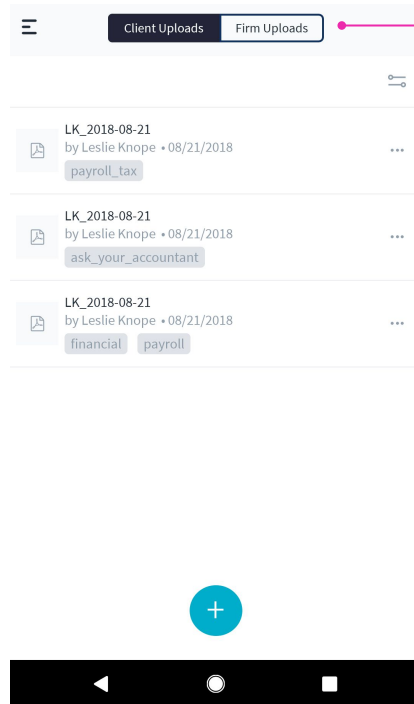 Client Uploads Firm Uploads
LK_2018-08-21
by Leslie Knope • 08/21/2018
payroll_tax
LK_2018-08-21
by Leslie Knope • 08/21/2018
ask_your_accountant
LK_2018-08-21
by Leslie Knope • 08/21/2018
financial payroll